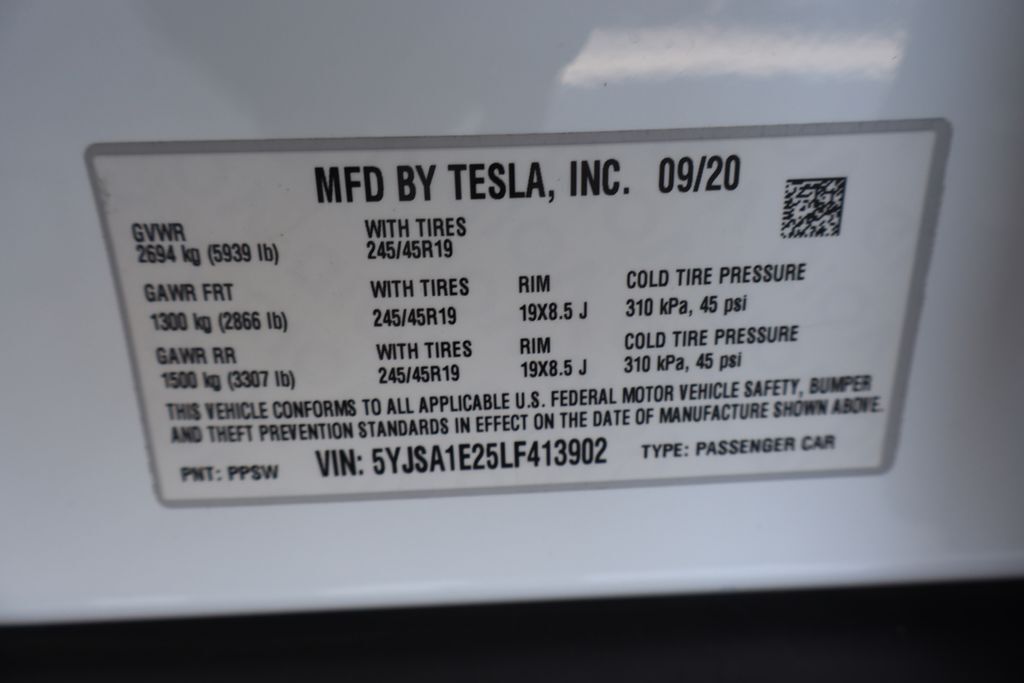 MFD BY TESLA, INC. 09/20
GVWR WITH TIRES
2694 kg (5939 lb) 245/45R19
GAWR FRT WITH TIRES RIM COLD TIRE PRESSURE
1300 kg (2866 lb) 245/45R19 19X8.5 J 310 kPa, 45 psi
GAWR RR WITH TIRES RIM COLD TIRE PRESSURE
1500 kg (3307 lb) 245/45R19 19X8.5 J 310 kPa, 45 psi
THIS VEHICLE CONFORMS TO ALL APPLICABLE U.S. FEDERAL MOTOR VEHICLE SAFETY, BUMPER
AND THEFT PREVENTION STANDARDS IN EFFECT ON THE DATE OF MANUFACTURE SHOWN ABOVE.
PNT: PPSW VIN: 5YJSA1E25LF413902 TYPE: PASSENGER CAR